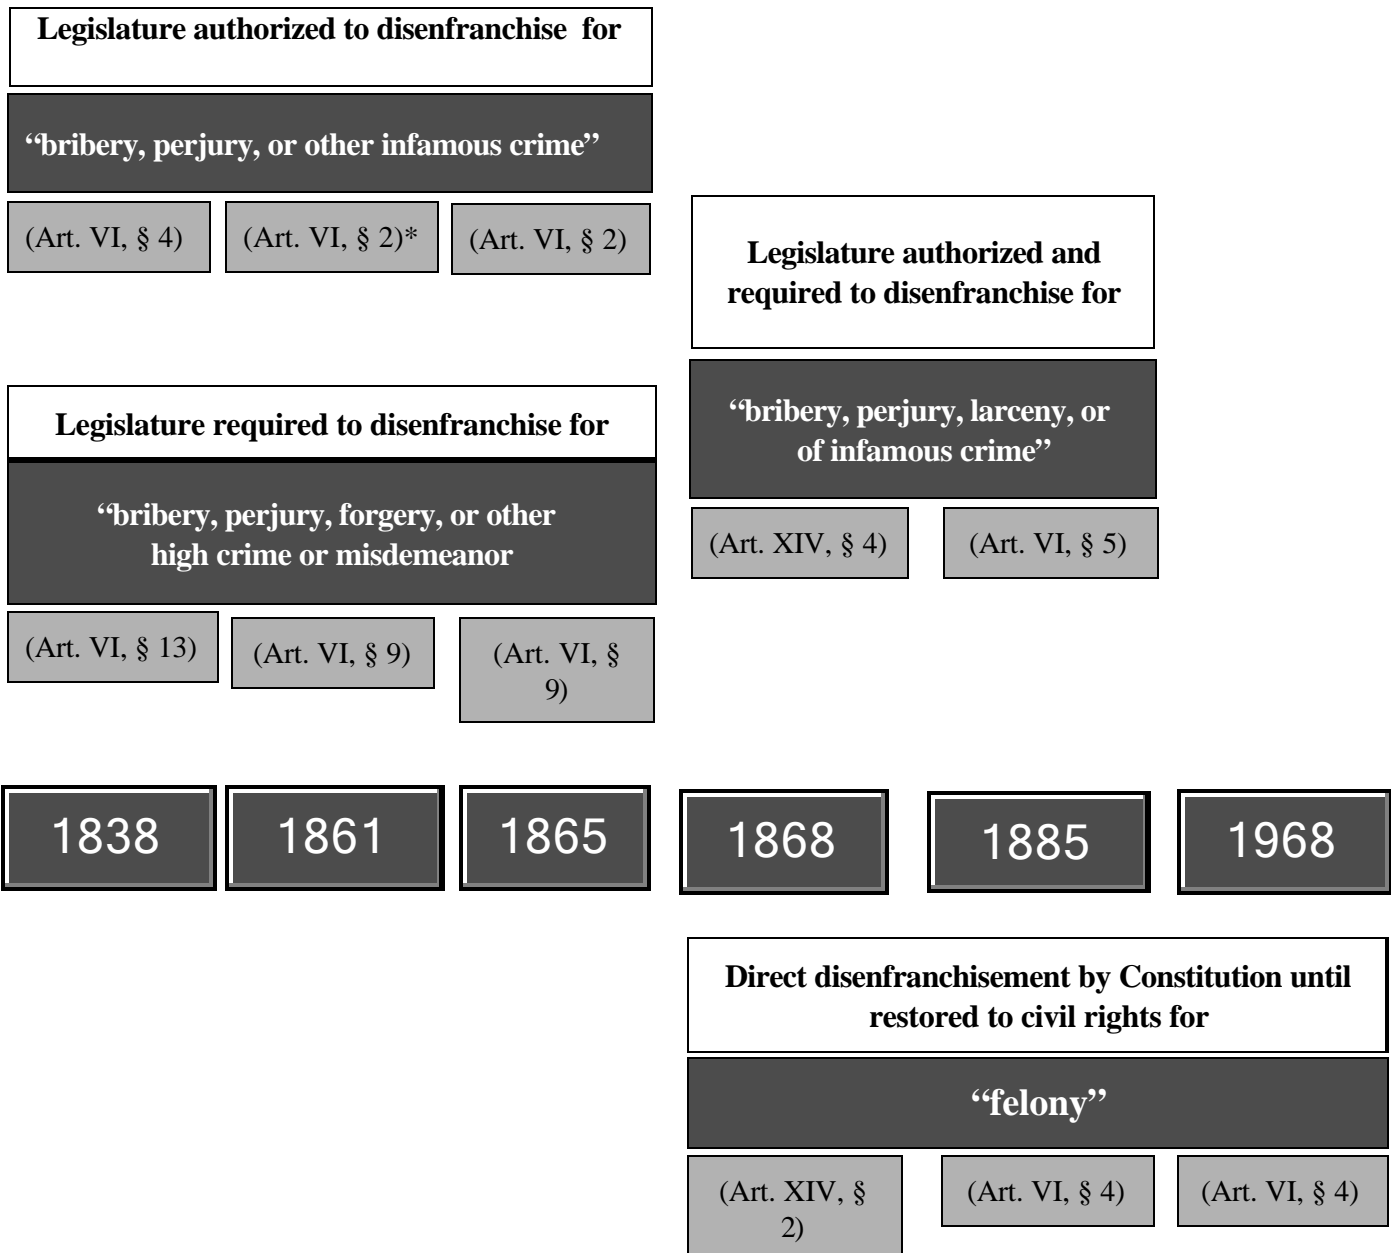 Legislature authorized to disenfranchise for
“bribery, perjury, or other infamous crime”
(Art. VI, § 4)
(Art. VI, § 2)*
(Art. VI, § 2)
Legislature authorized and
required to disenfranchise for
“bribery, perjury, larceny, or
of infamous crime”
(Art. XIV, § 4)
(Art. VI, § 5)
Legislature required to disenfranchise for
“bribery, perjury, forgery, or other
high crime or misdemeanor
(Art. VI, § 13)
(Art. VI, § 9)
(Art. VI, §
9)
1838
1861
1865
1868
1885
1968
Direct disenfranchisement by Constitution until
restored to civil rights for
“felony”
(Art. XIV, §
2)
(Art. VI, § 4)
(Art. VI, § 4)